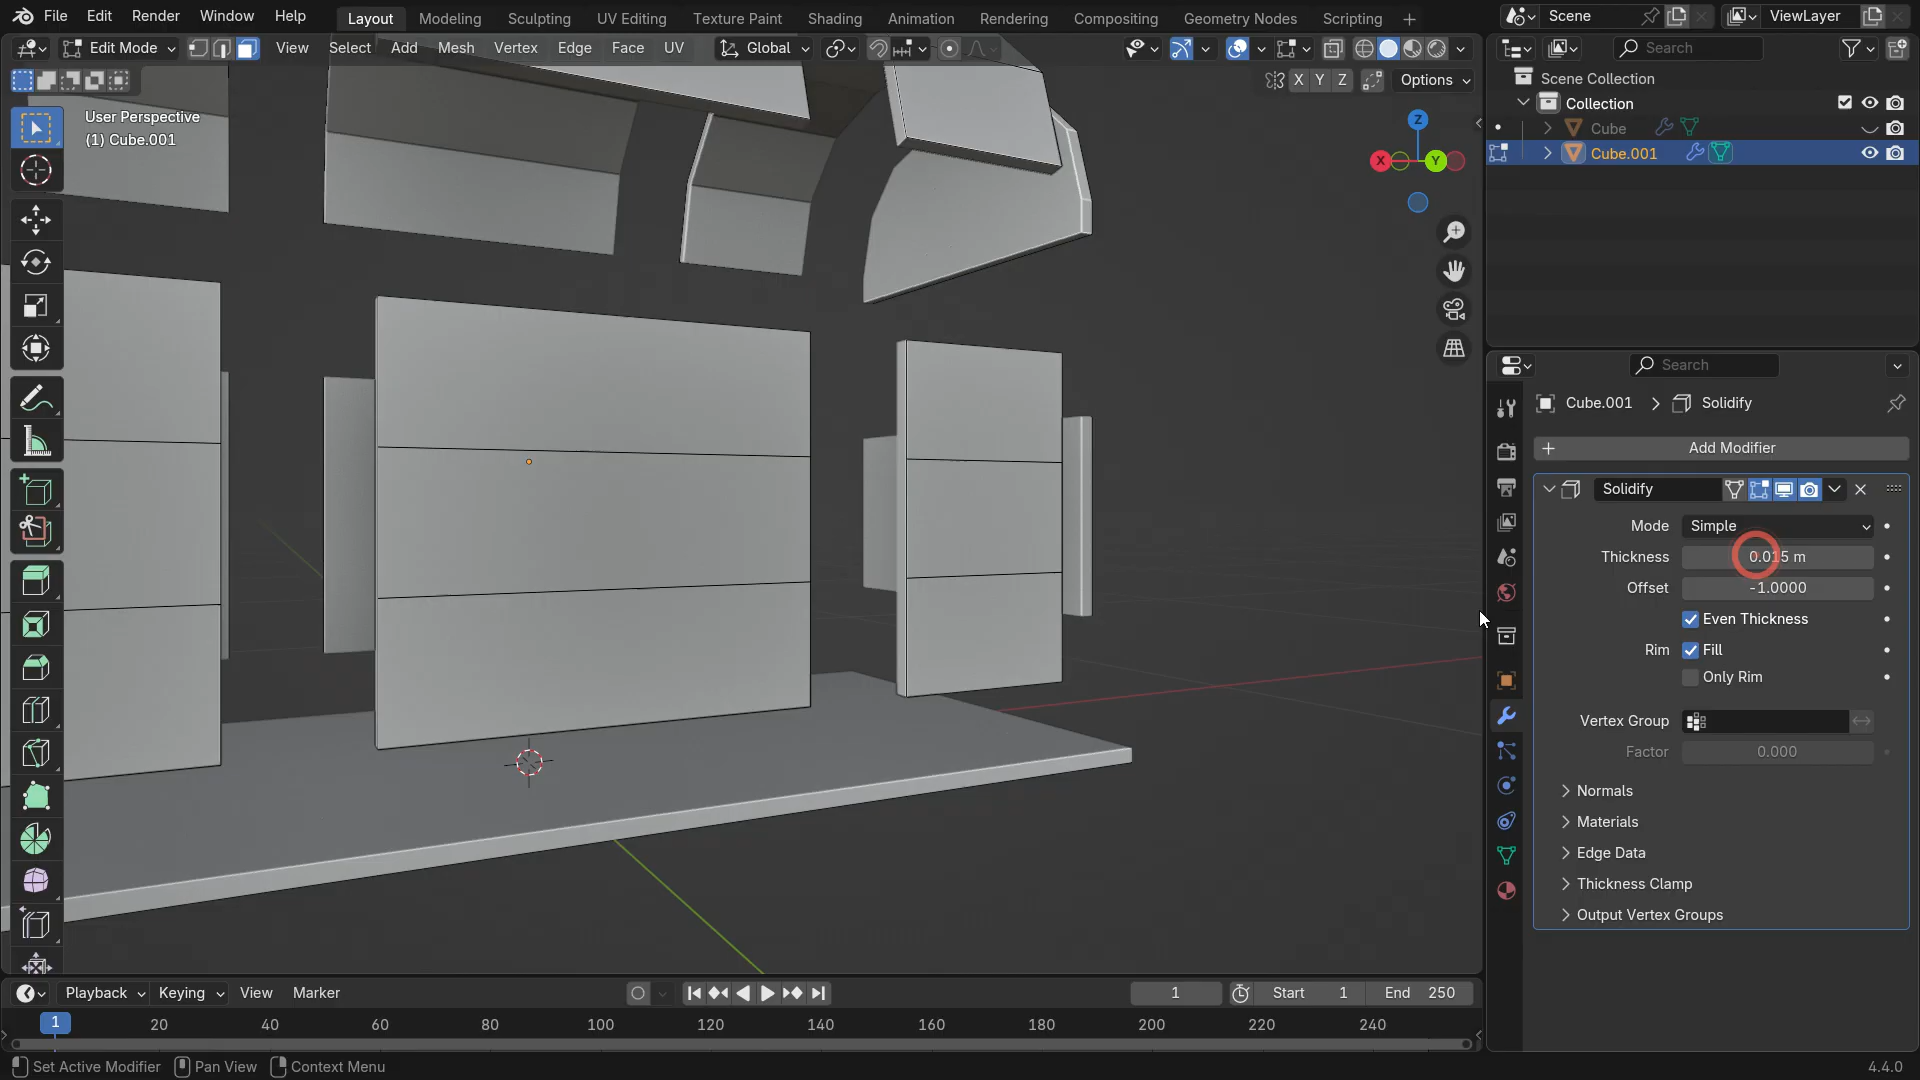 File Edit Render Window Help Layout Modeling Sculpting UV Editing Texture Paint Shading Animation Rendering Compositing Geometry Nodes Scripting Scene ViewLayer
Edit Mode View Select Add Mesh Vertex Edge Face UV Global Search
X Y Z Options
Scene Collection
Collection
Cube
Cube.001
User Perspective
(1) Cube.001
Z
X Y
Search
Cube.001 Solidify
Add Modifier
Solidify
Mode Simple
Thickness 0.015 m
Offset -1.0000
Even Thickness
Rim Fill
Only Rim
Vertex Group
Factor 0.000
Normals
Materials
Edge Data
Thickness Clamp
Output Vertex Groups
Playback Keying View Marker 1 Start 1 End 250
1 20 40 60 80 100 120 140 160 180 200 220 240
Set Active Modifier Pan View Context Menu 4.4.0